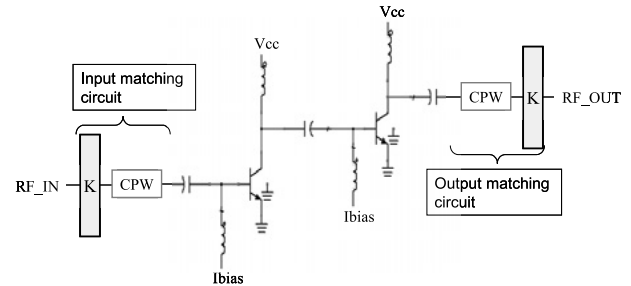 Vcc
Vcc
Input matching
circuit
CPW
K
RF_OUT
RF_IN
K
CPW
Output matching
circuit
Ibias
Ibias